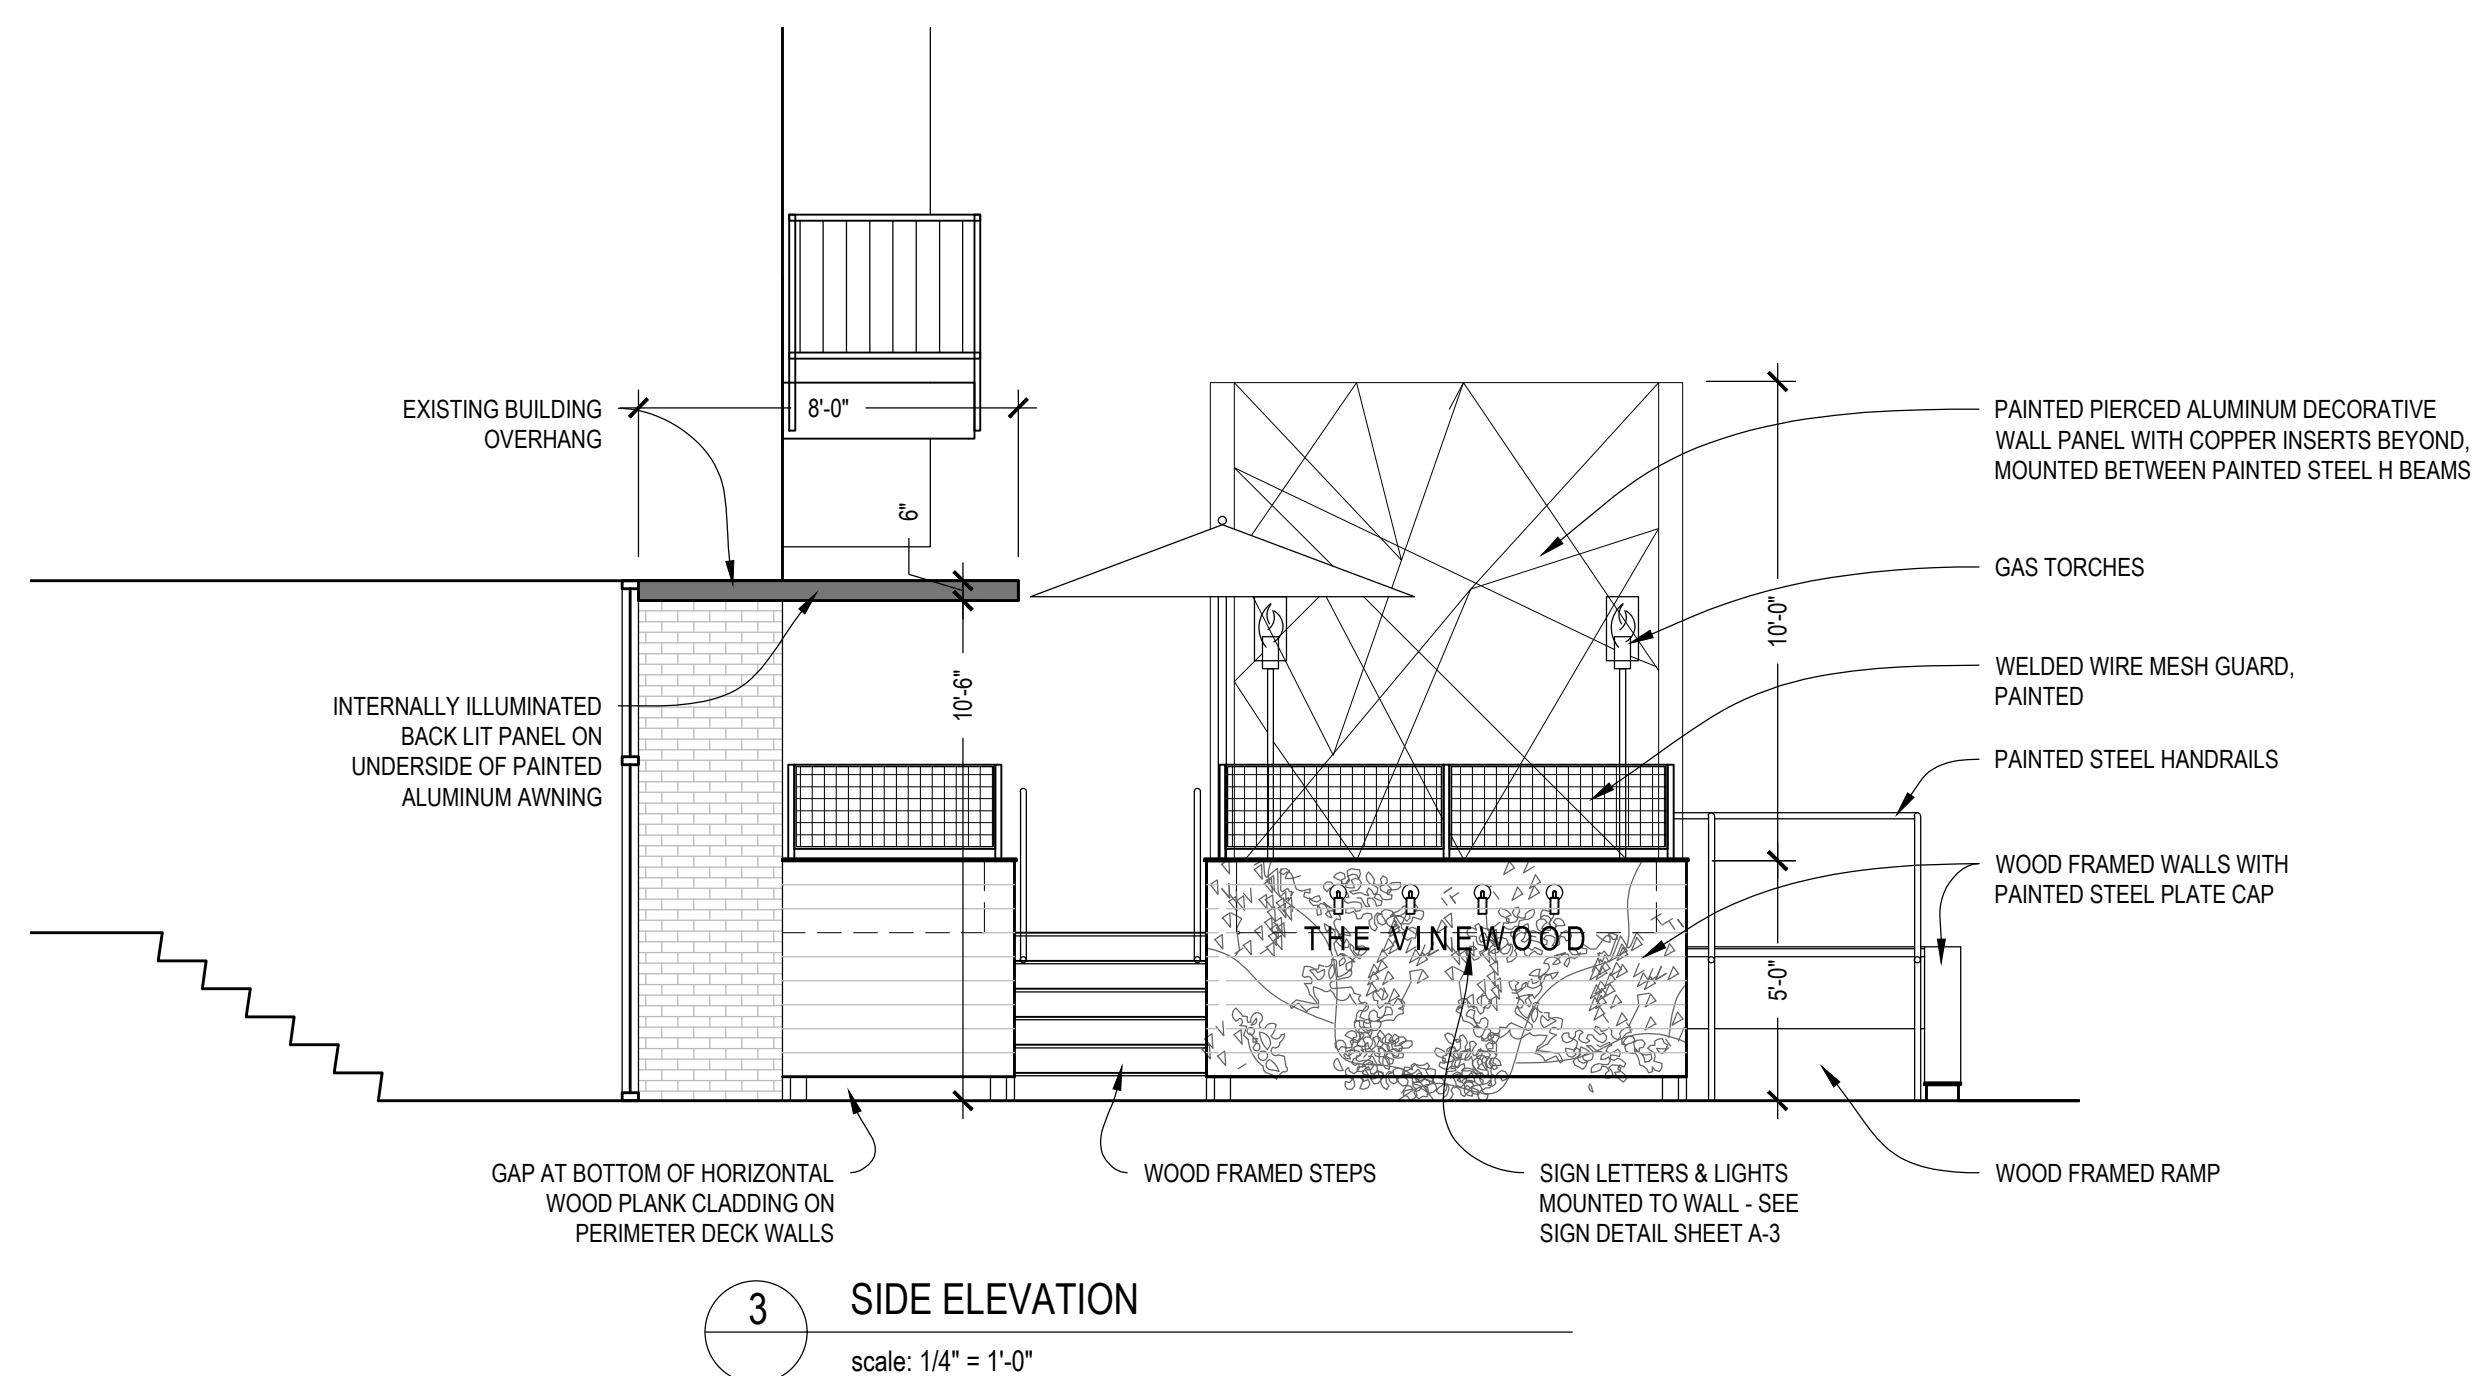 EXISTING BUILDING
OVERHANG
8'-0"
6"
INTERNALLY ILLUMINATED
BACK LIT PANEL ON
UNDERSIDE OF PAINTED
ALUMINUM AWNING
10'-6"
PAINTED PIERCED ALUMINUM DECORATIVE
WALL PANEL WITH COPPER INSERTS BEYOND,
MOUNTED BETWEEN PAINTED STEEL H BEAMS
GAS TORCHES
10'-0"
WELDED WIRE MESH GUARD,
PAINTED
PAINTED STEEL HANDRAILS
WOOD FRAMED WALLS WITH
PAINTED STEEL PLATE CAP
THE VINEWOOD
5'-0"
GAP AT BOTTOM OF HORIZONTAL
WOOD PLANK CLADDING ON
PERIMETER DECK WALLS
WOOD FRAMED STEPS
SIGN LETTERS & LIGHTS
MOUNTED TO WALL - SEE
SIGN DETAIL SHEET A-3
WOOD FRAMED RAMP
3
SIDE ELEVATION
scale: 1/4" = 1'-0"